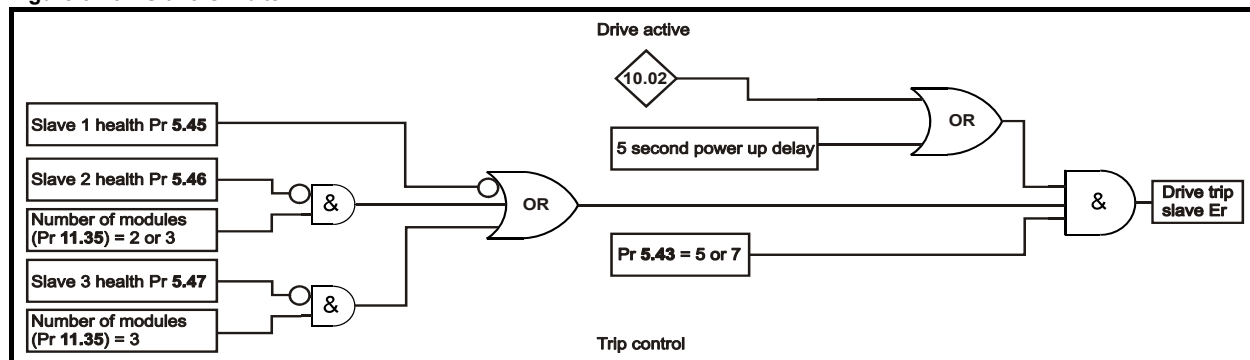 Drive active
10.02
Slave 1 health Pr 5.45
OR
5 second power up delay
Slave 2 health Pr 5.46
&
Number of modules
(Pr 11.35) = 2 or 3
OR
&
Drive trip
slave Er
Pr 5.43 = 5 or 7
Slave 3 health Pr 5.47
&
Number of modules
(Pr 11.35) = 3
Trip control